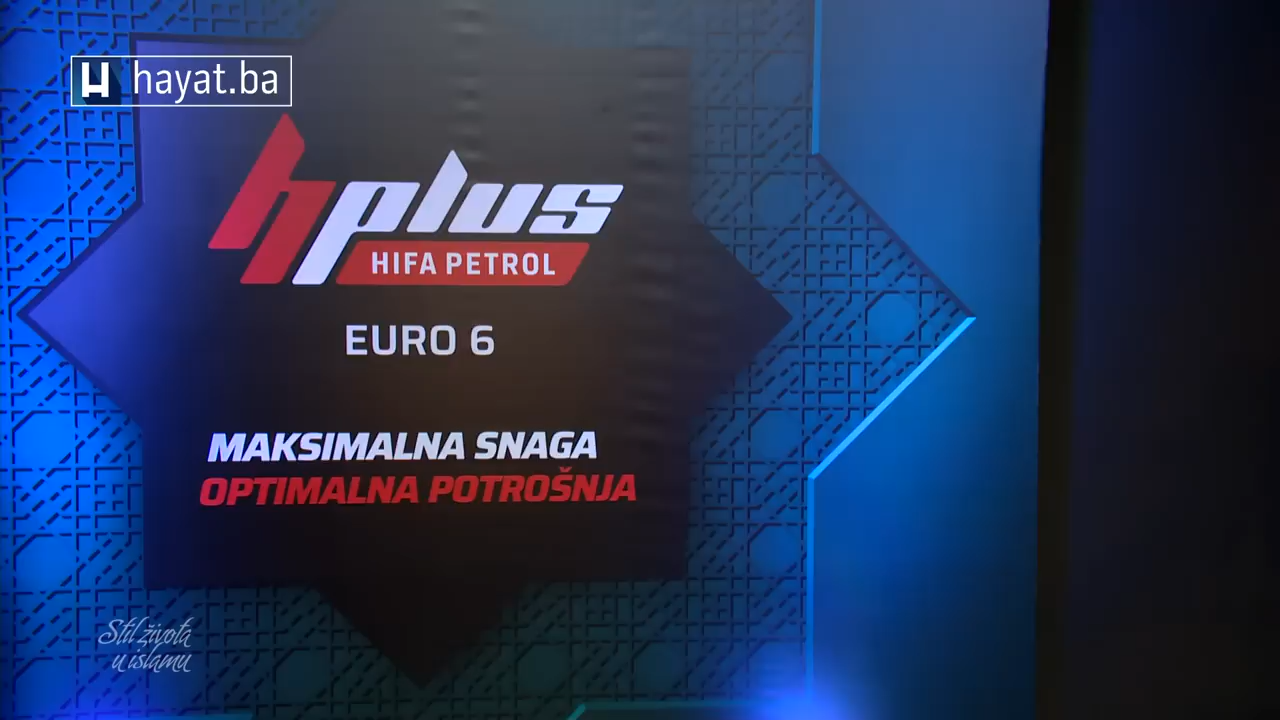 hayat.ba
hplus
HIFA PETROL
EURO 6
MAKSIMALNA SNAGA
OPTIMALNA POTROŠNJA
Stil života
u islamu